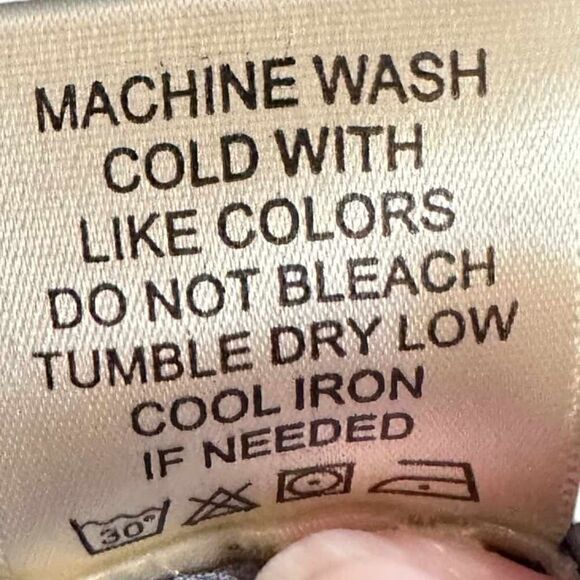 MACHINE WASH
COLD WITH
LIKE COLORS
DO NOT BLEACH
TUMBLE DRY LOW
COOL IRON
IF NEEDED
30°